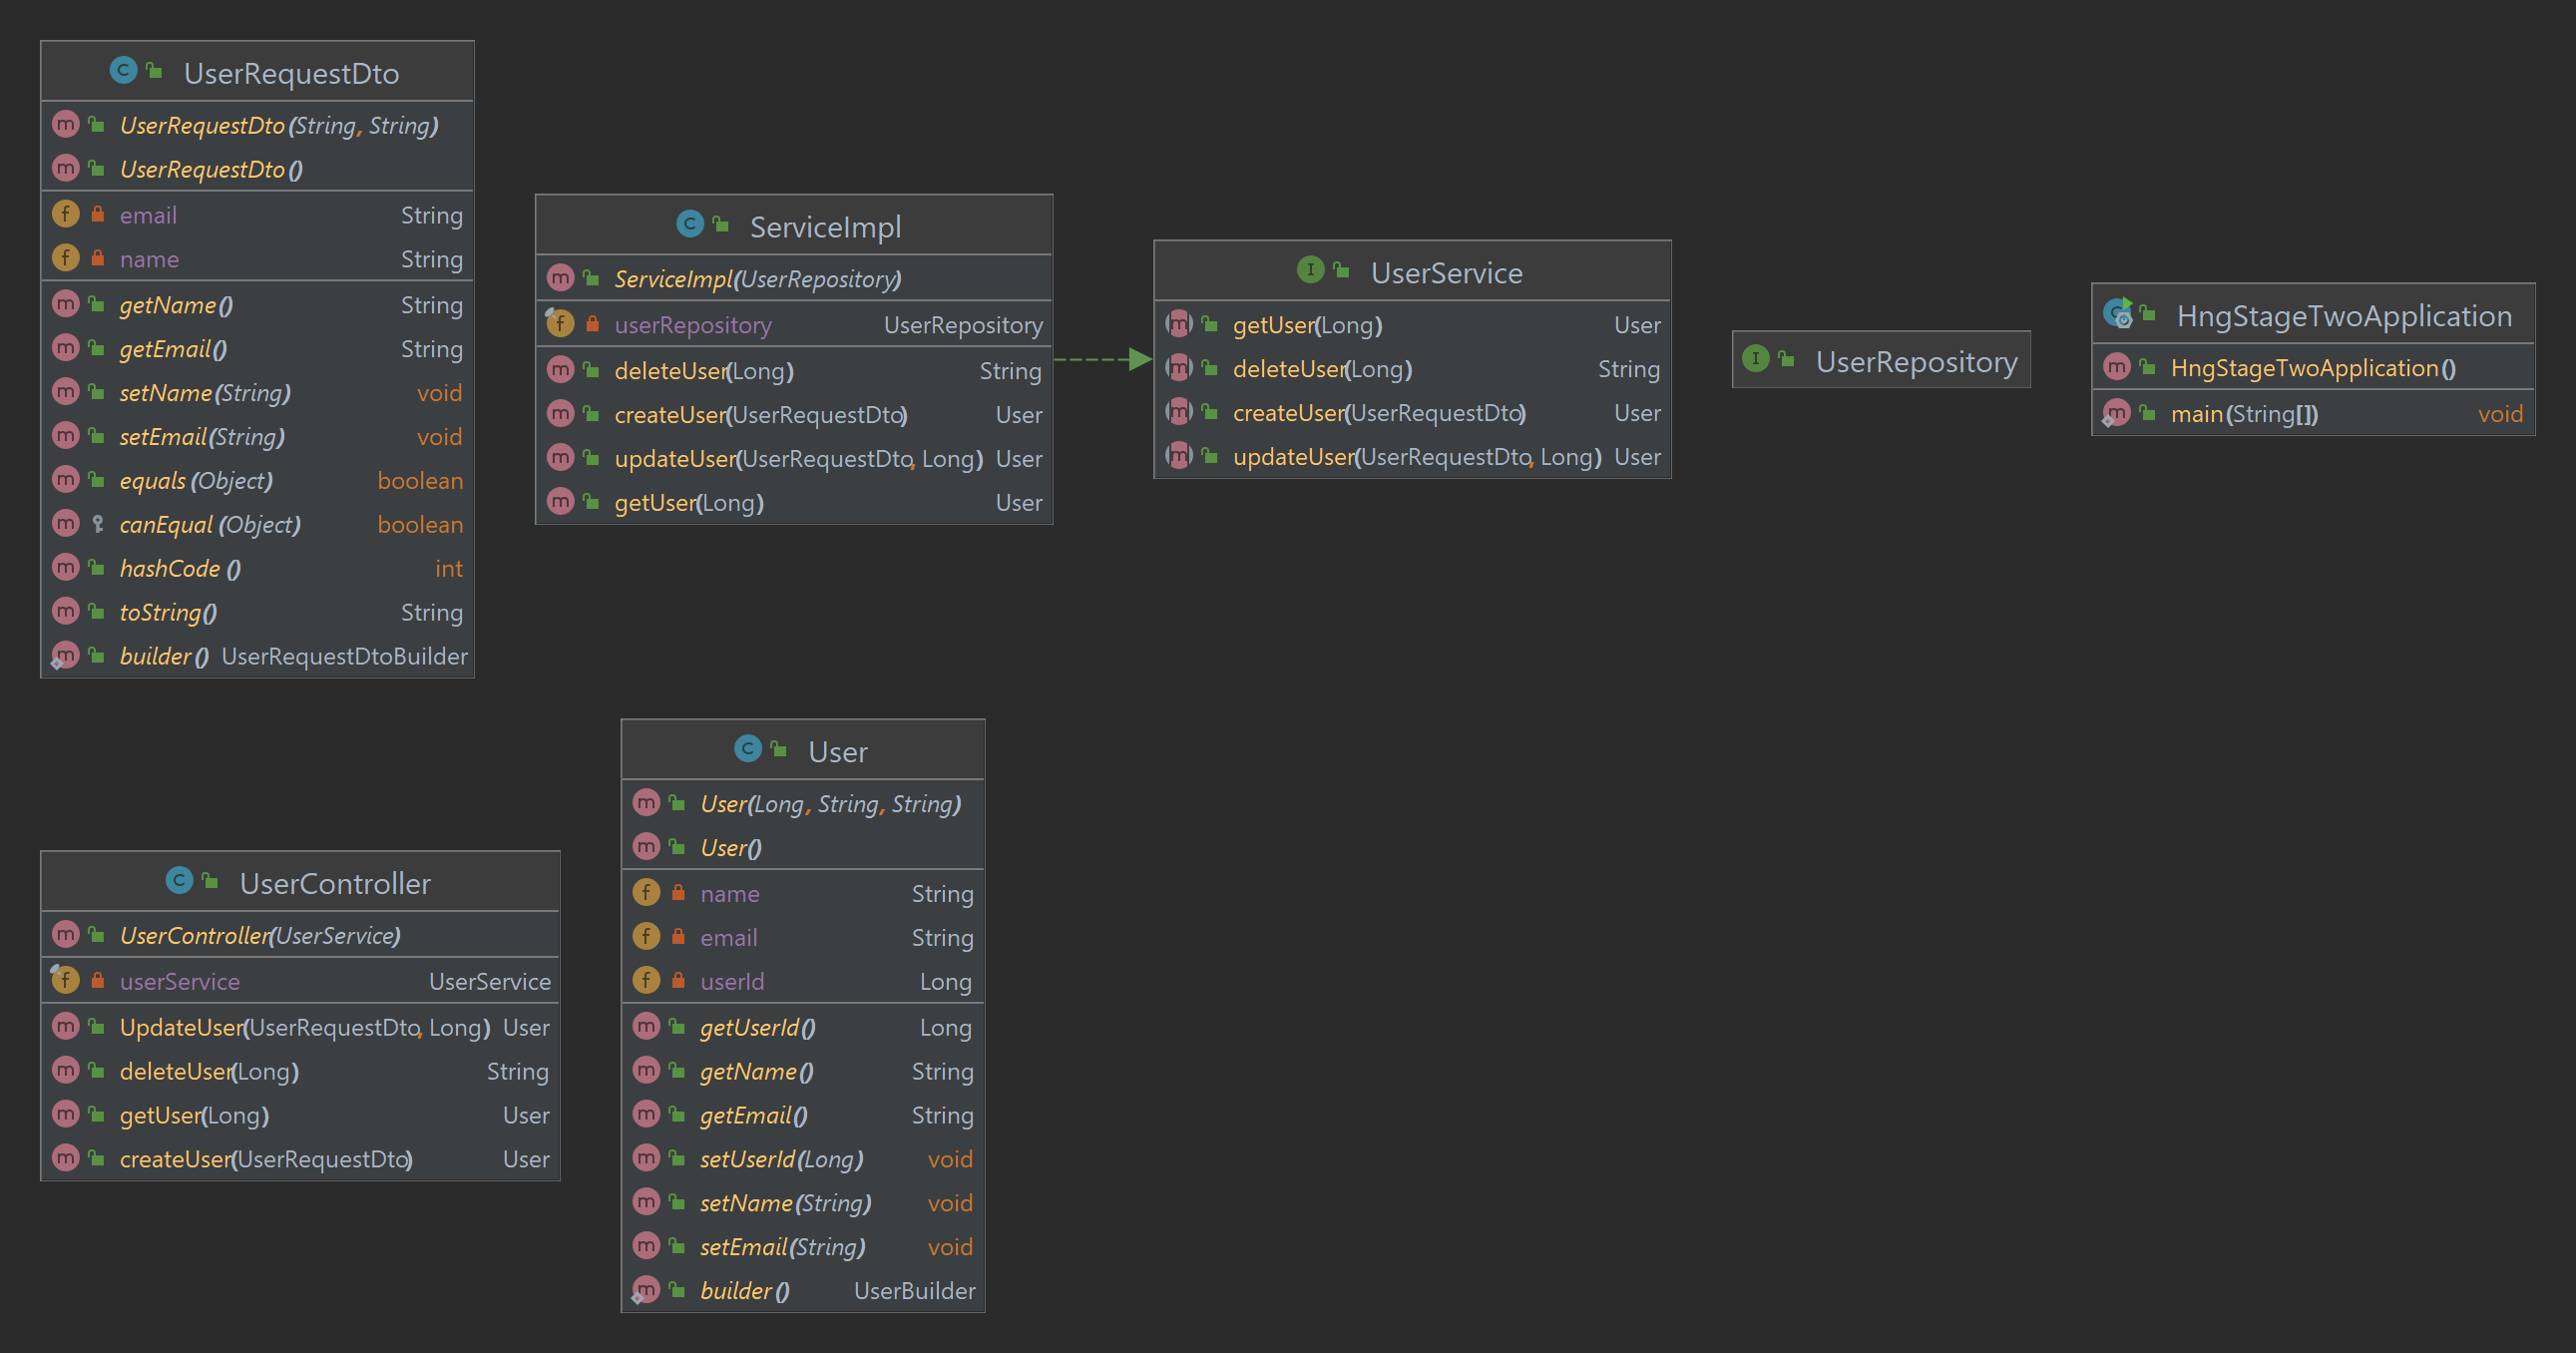 UserRequestDto
UserRequestDto(String, String)
UserRequestDto()
email String
name String
getName() String
getEmail() String
setName(String) void
setEmail(String) void
equals(Object) boolean
canEqual(Object) boolean
hashCode() int
toString() String
builder() UserRequestDtoBuilder
ServiceImpl
ServiceImpl(UserRepository)
userRepository UserRepository
deleteUser(Long) String
createUser(UserRequestDto) User
updateUser(UserRequestDto, Long) User
getUser(Long) User
UserService
getUser(Long) User
deleteUser(Long) String
createUser(UserRequestDto) User
updateUser(UserRequestDto, Long) User
UserRepository
HngStageTwoApplication
HngStageTwoApplication()
main(String[]) void
UserController
UserController(UserService)
userService UserService
UpdateUser(UserRequestDto, Long) User
deleteUser(Long) String
getUser(Long) User
createUser(UserRequestDto) User
User
User(Long, String, String)
User()
name String
email String
userId Long
getUserId() Long
getName() String
getEmail() String
setUserId(Long) void
setName(String) void
setEmail(String) void
builder() UserBuilder